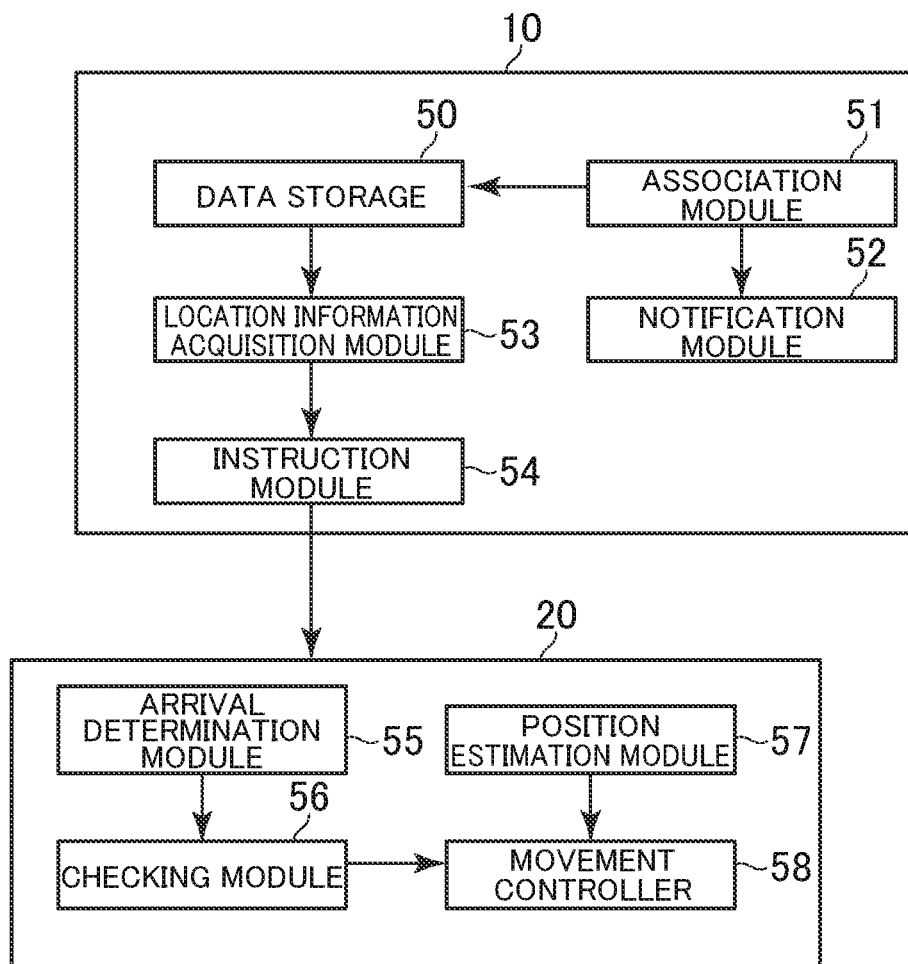 10
50
51
DATA STORAGE
ASSOCIATION
MODULE
52
LOCATION INFORMATION
ACQUISITION MODULE
53
NOTIFICATION
MODULE
INSTRUCTION
MODULE
54
20
ARRIVAL
DETERMINATION
MODULE
55
POSITION
ESTIMATION MODULE
57
56
CHECKING MODULE
MOVEMENT
CONTROLLER
58